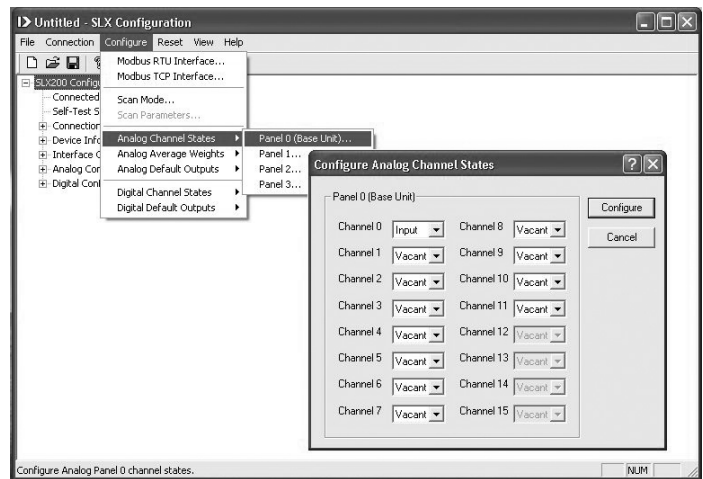 Untitled - SLX Configuration
File Connection Configure Reset View Help
Modbus RTU Interface...
Modbus TCP Interface...
Scan Mode...
Scan Parameters...
Analog Channel States
Analog Average Weights
Analog Default Outputs
Digital Channel States
Digital Default Outputs
SLX200 Configu
Connected
Self-Test S
Connection
Device Info
Interface C
Analog Con
Digital Conf
Panel 0 (Base Unit)...
Panel 1...
Panel 2...
Panel 3...
Configure Analog Channel States
Panel 0 (Base Unit)
Channel 0 Input Channel 8 Vacant
Channel 1 Vacant Channel 9 Vacant
Channel 2 Vacant Channel 10 Vacant
Channel 3 Vacant Channel 11 Vacant
Channel 4 Vacant Channel 12 Vacant
Channel 5 Vacant Channel 13 Vacant
Channel 6 Vacant Channel 14 Vacant
Channel 7 Vacant Channel 15 Vacant
Configure
Cancel
Configure Analog Panel 0 channel states.
NUM